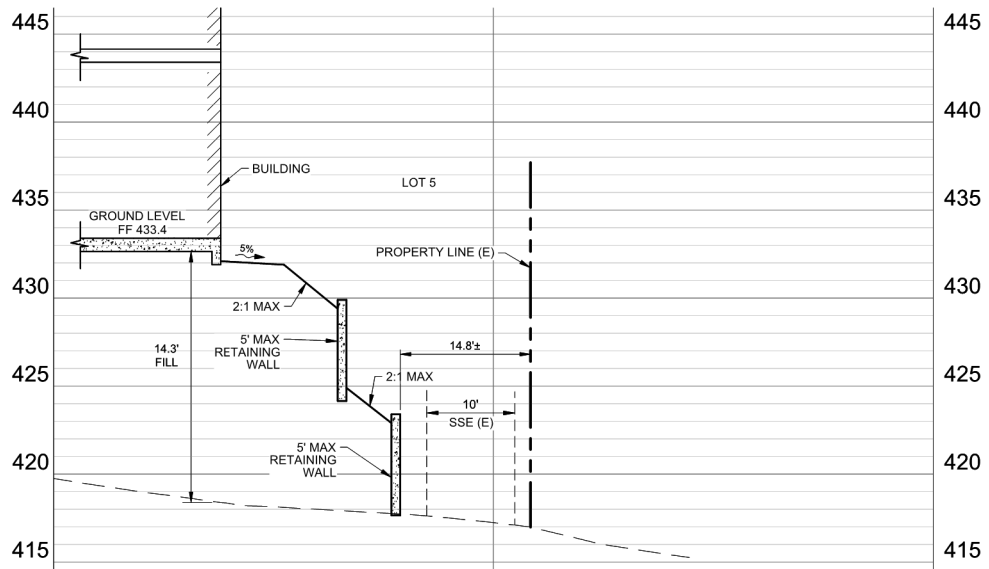 445
445
440
440
BUILDING
LOT 5
435
435
GROUND LEVEL
FF 433.4
5%
PROPERTY LINE (E)
430
430
2:1 MAX
14.3'
FILL
5' MAX
RETAINING
WALL
14.8'±
425
425
2:1 MAX
10'
SSE (E)
5' MAX
RETAINING
WALL
420
420
415
415